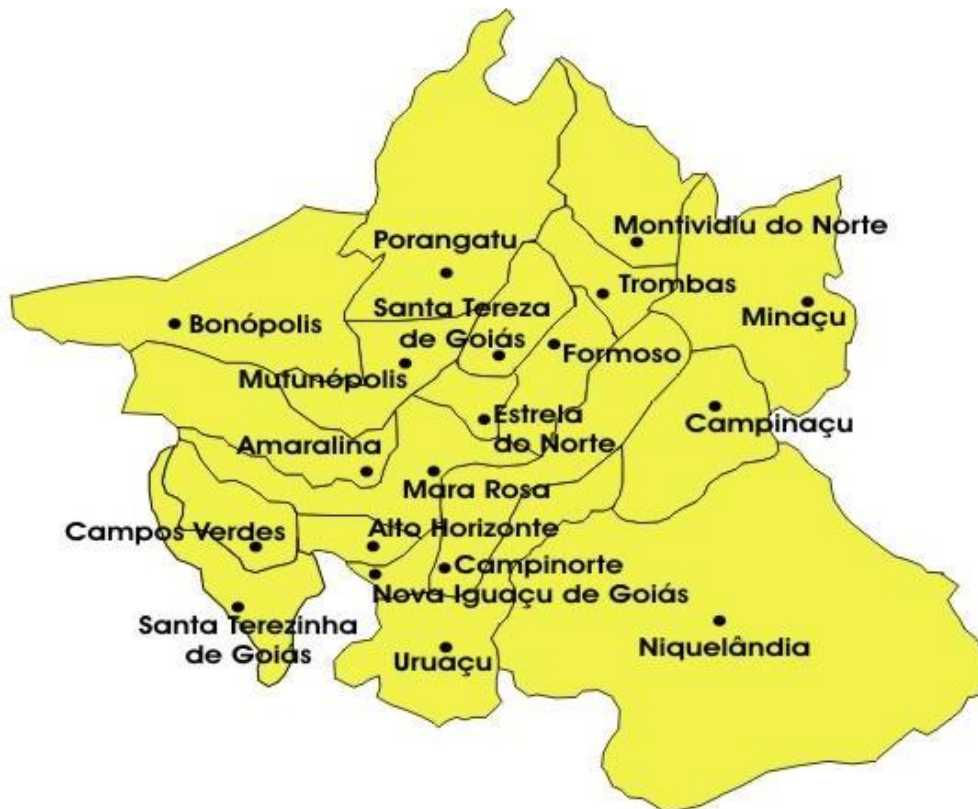 Montividiu do Norte
Porangatu
Trombas
Santa Tereza
de Goiás
Minaçu
Bonópolis
Formoso
Mutunópolis
Estrela
do Norte
Campinaçu
Amaralina
Mara Rosa
Campos Verdes
Alto Horizonte
Campinorte
Nova Iguaçu de Goiás
Santa Terezinha
de Goiás
Uruaçu
Niquelândia